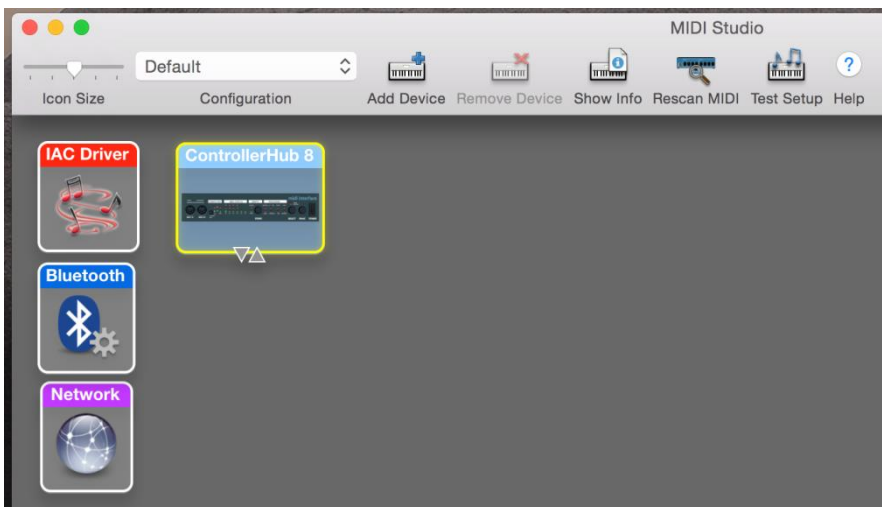 MIDI Studio
Default
Icon Size Configuration Add Device Remove Device Show Info Rescan MIDI Test Setup Help
IAC Driver ControllerHub 8
Bluetooth
Network